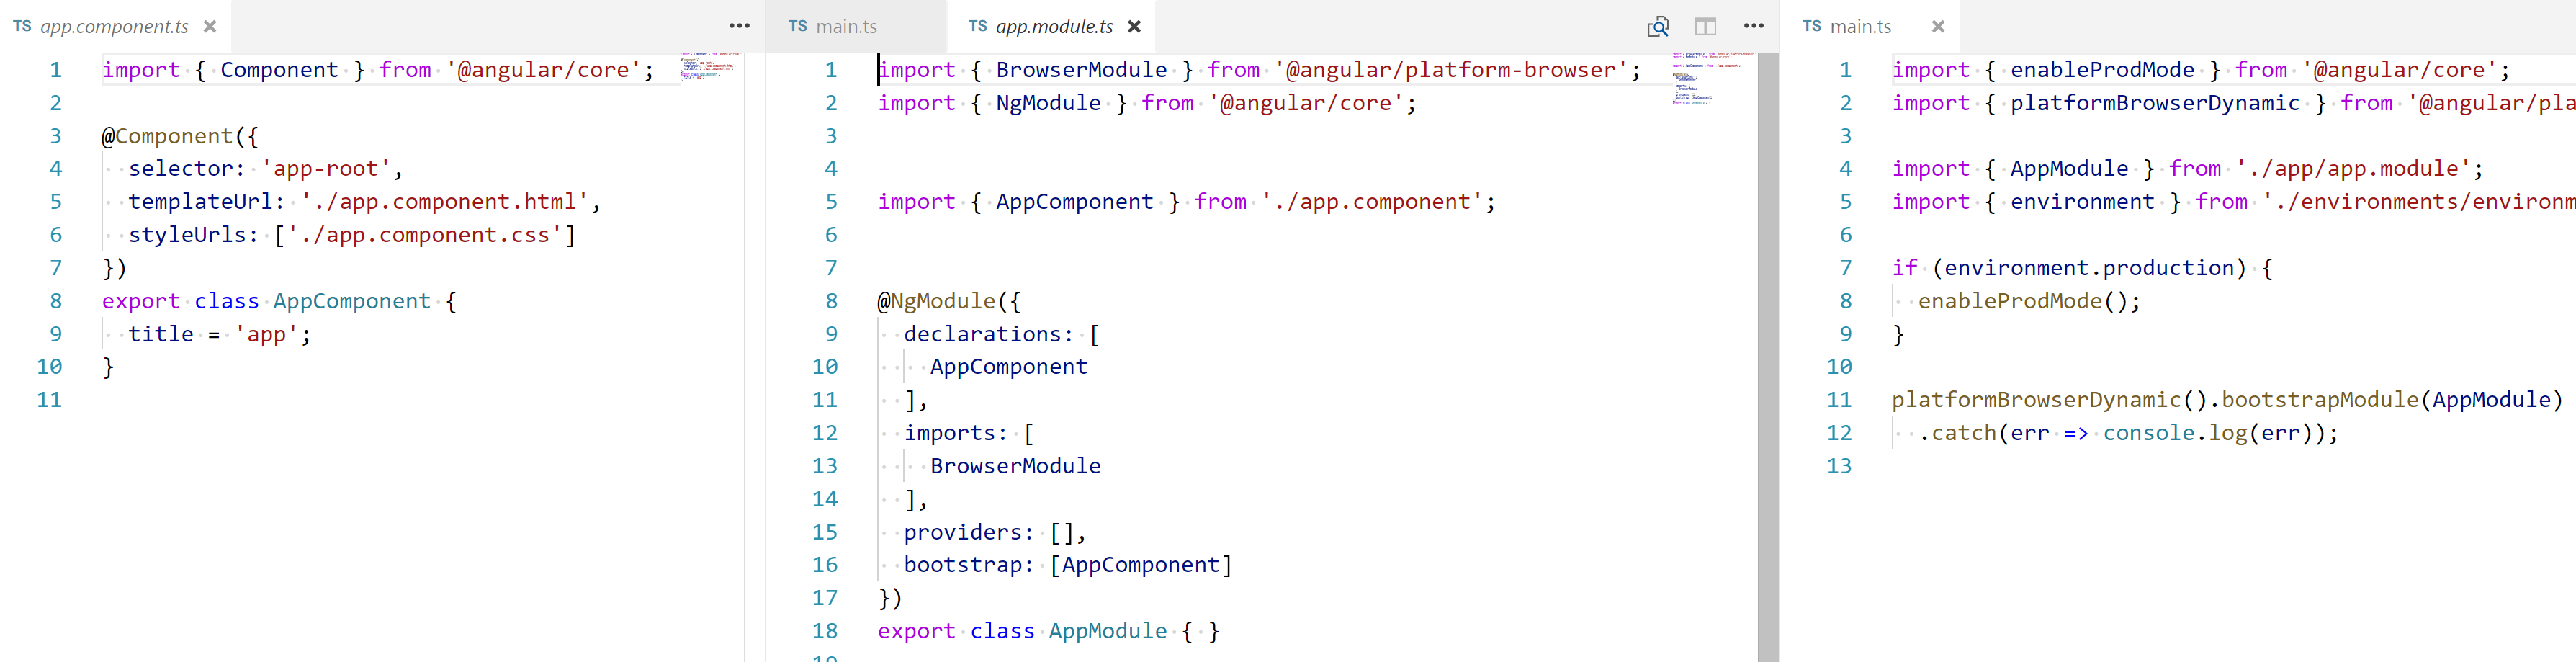 TS app.component.ts
1 import { Component } from '@angular/core';
2
3 @Component({
4 selector: 'app-root',
5 templateUrl: './app.component.html',
6 styleUrls: ['./app.component.css']
7 })
8 export class AppComponent {
9 title = 'app';
10 }
11
TS main.ts TS app.module.ts
1 import { BrowserModule } from '@angular/platform-browser';
2 import { NgModule } from '@angular/core';
3
4
5 import { AppComponent } from './app.component';
6
7
8 @NgModule({
9 declarations: [
10 AppComponent
11 ],
12 imports: [
13 BrowserModule
14 ],
15 providers: [],
16 bootstrap: [AppComponent]
17 })
18 export class AppModule { }
TS main.ts
1 import { enableProdMode } from '@angular/core';
2 import { platformBrowserDynamic } from '@angular/pla
3
4 import { AppModule } from './app/app.module';
5 import { environment } from './environments/environm
6
7 if (environment.production) {
8 enableProdMode();
9 }
10
11 platformBrowserDynamic().bootstrapModule(AppModule)
12 .catch(err => console.log(err));
13